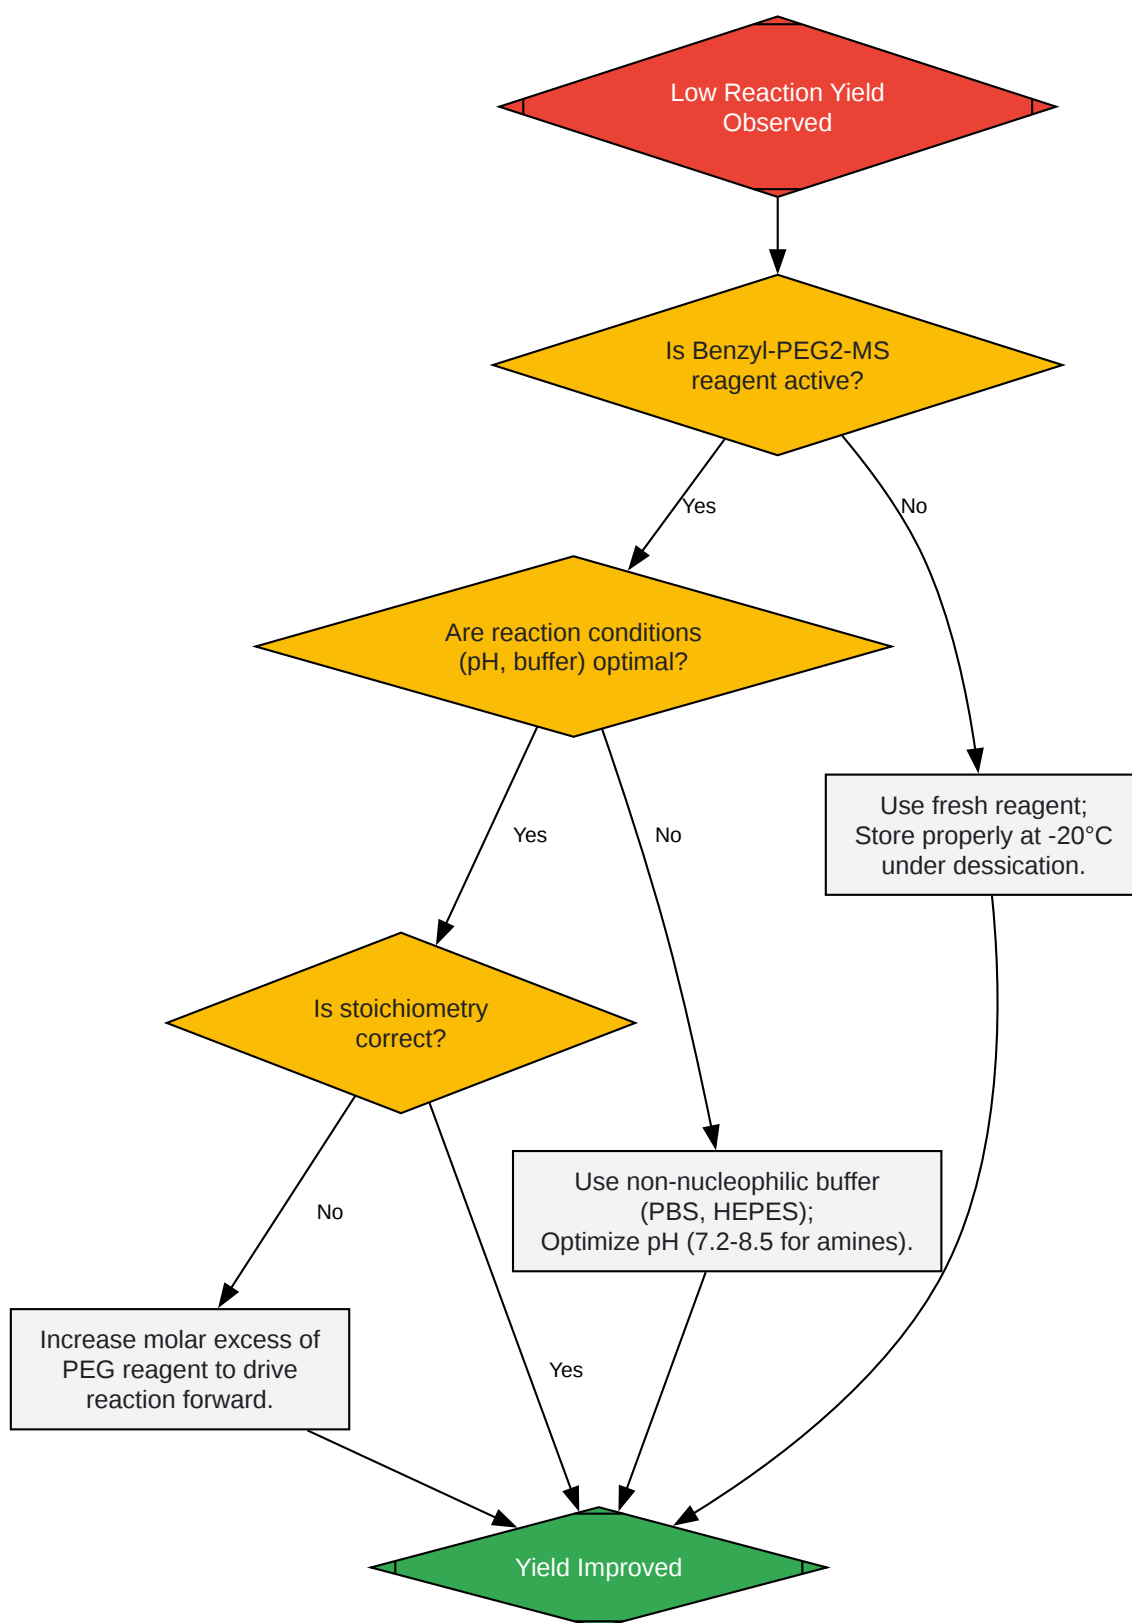 Low Reaction Yield
Observed
Is Benzyl-PEG2-MS
reagent active?
Yes
No
Are reaction conditions
(pH, buffer) optimal?
Use fresh reagent;
Store properly at -20°C
under dessication.
Yes
No
Is stoichiometry
correct?
Use non-nucleophilic buffer
(PBS, HEPES);
Optimize pH (7.2-8.5 for amines).
No
Increase molar excess of
PEG reagent to drive
reaction forward.
Yes
Yield Improved